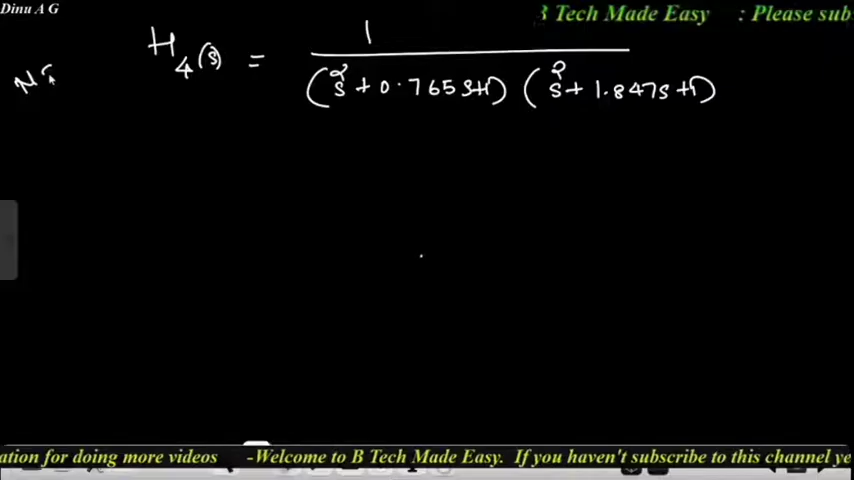 Dinu A G
B Tech Made Easy : Please sub
H4(s) = 1
(s²+0.765s+1) (s²+1.847s+1)
ation for doing more videos -Welcome to B Tech Made Easy. If you haven't subscribe to this channel ye